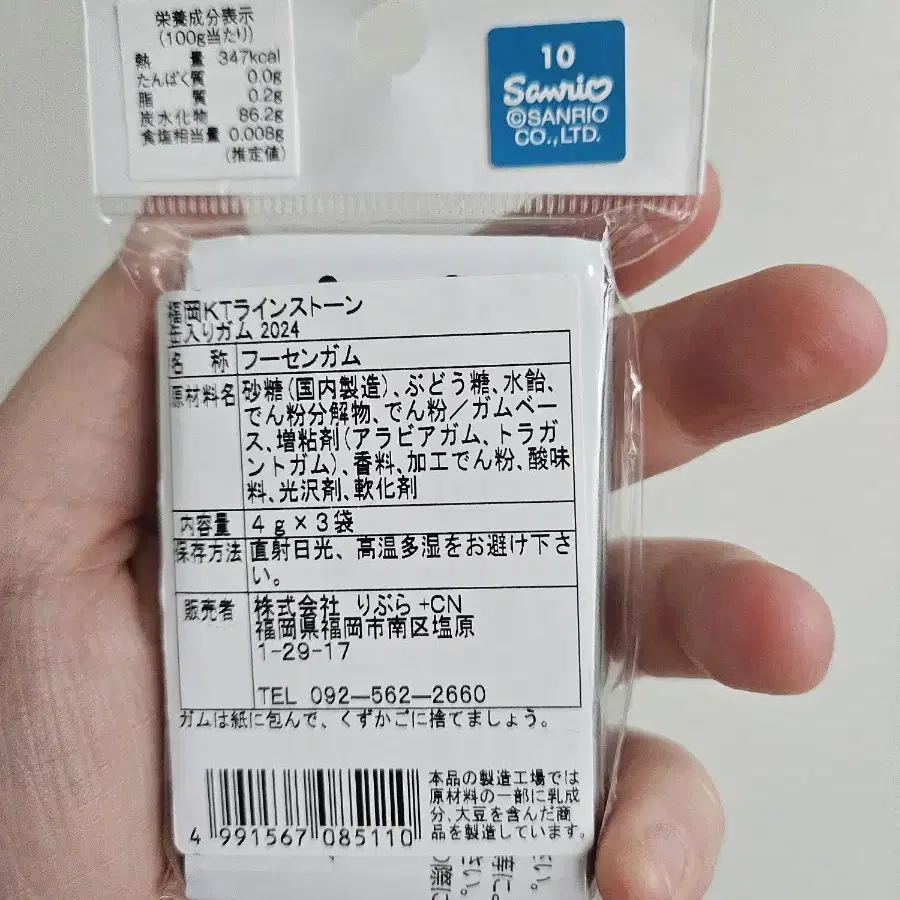 栄養成分表示
(100g当たり)
熱 量 347kcal
たんぱく質 0.0g
脂 質 0.2g
炭水化物 86.2g
食塩相当量 0.008g
(推定値)
10
Sanrio
©SANRIO
CO.,LTD.
福岡KTラインストーン
缶入りガム 2024
名 称 フーセンガム
原材料名 砂糖(国内製造)、ぶどう糖、水飴、
でん粉分解物、でん粉/ガムベー
ス、増粘剤(アラビアガム、トラガ
ントガム)、香料、加工でん粉、酸味
料、光沢剤、軟化剤
内容量 4g×3袋
保存方法 直射日光、高温多湿をお避け下さ
い。
販売者 株式会社 りぶら +CN
福岡県福岡市南区塩原
1-29-17
TEL 092—562—2660
ガムは紙に包んで、くずかごに捨てましょう。
本品の製造工場では
原材料の一部に乳成
分、大豆を含んだ商
品を製造しています。
4 991567 085110